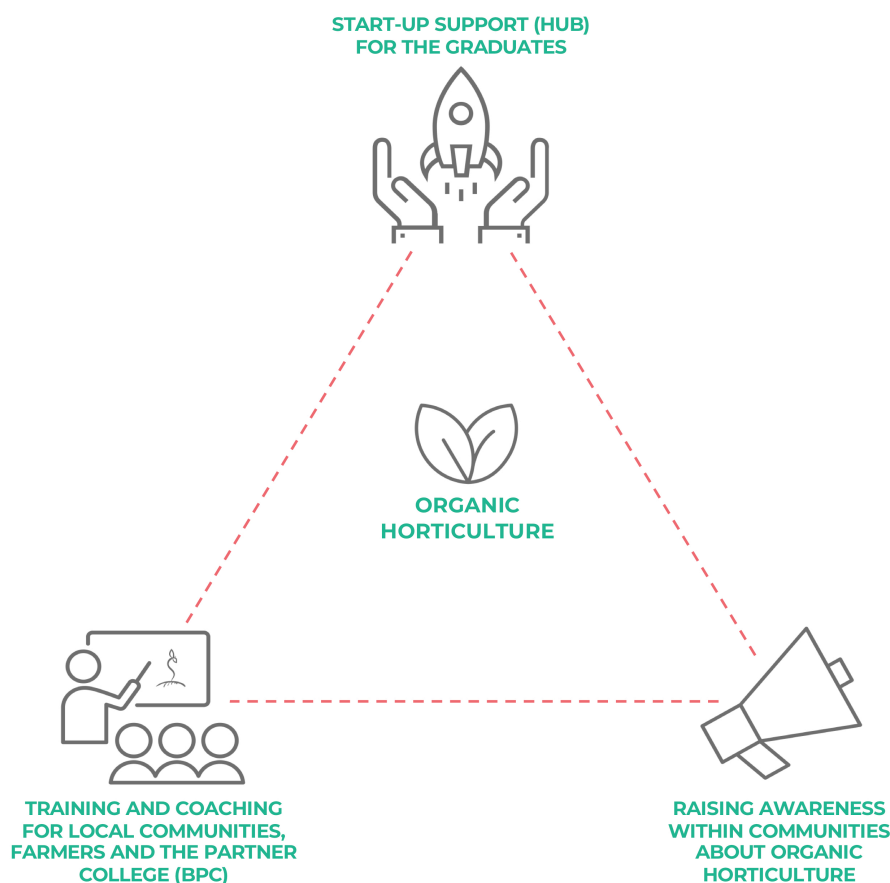 START-UP SUPPORT (HUB)
FOR THE GRADUATES
ORGANIC
HORTICULTURE
TRAINING AND COACHING
FOR LOCAL COMMUNITIES,
FARMERS AND THE PARTNER
COLLEGE (BPC)
RAISING AWARENESS
WITHIN COMMUNITIES
ABOUT ORGANIC
HORTICULTURE